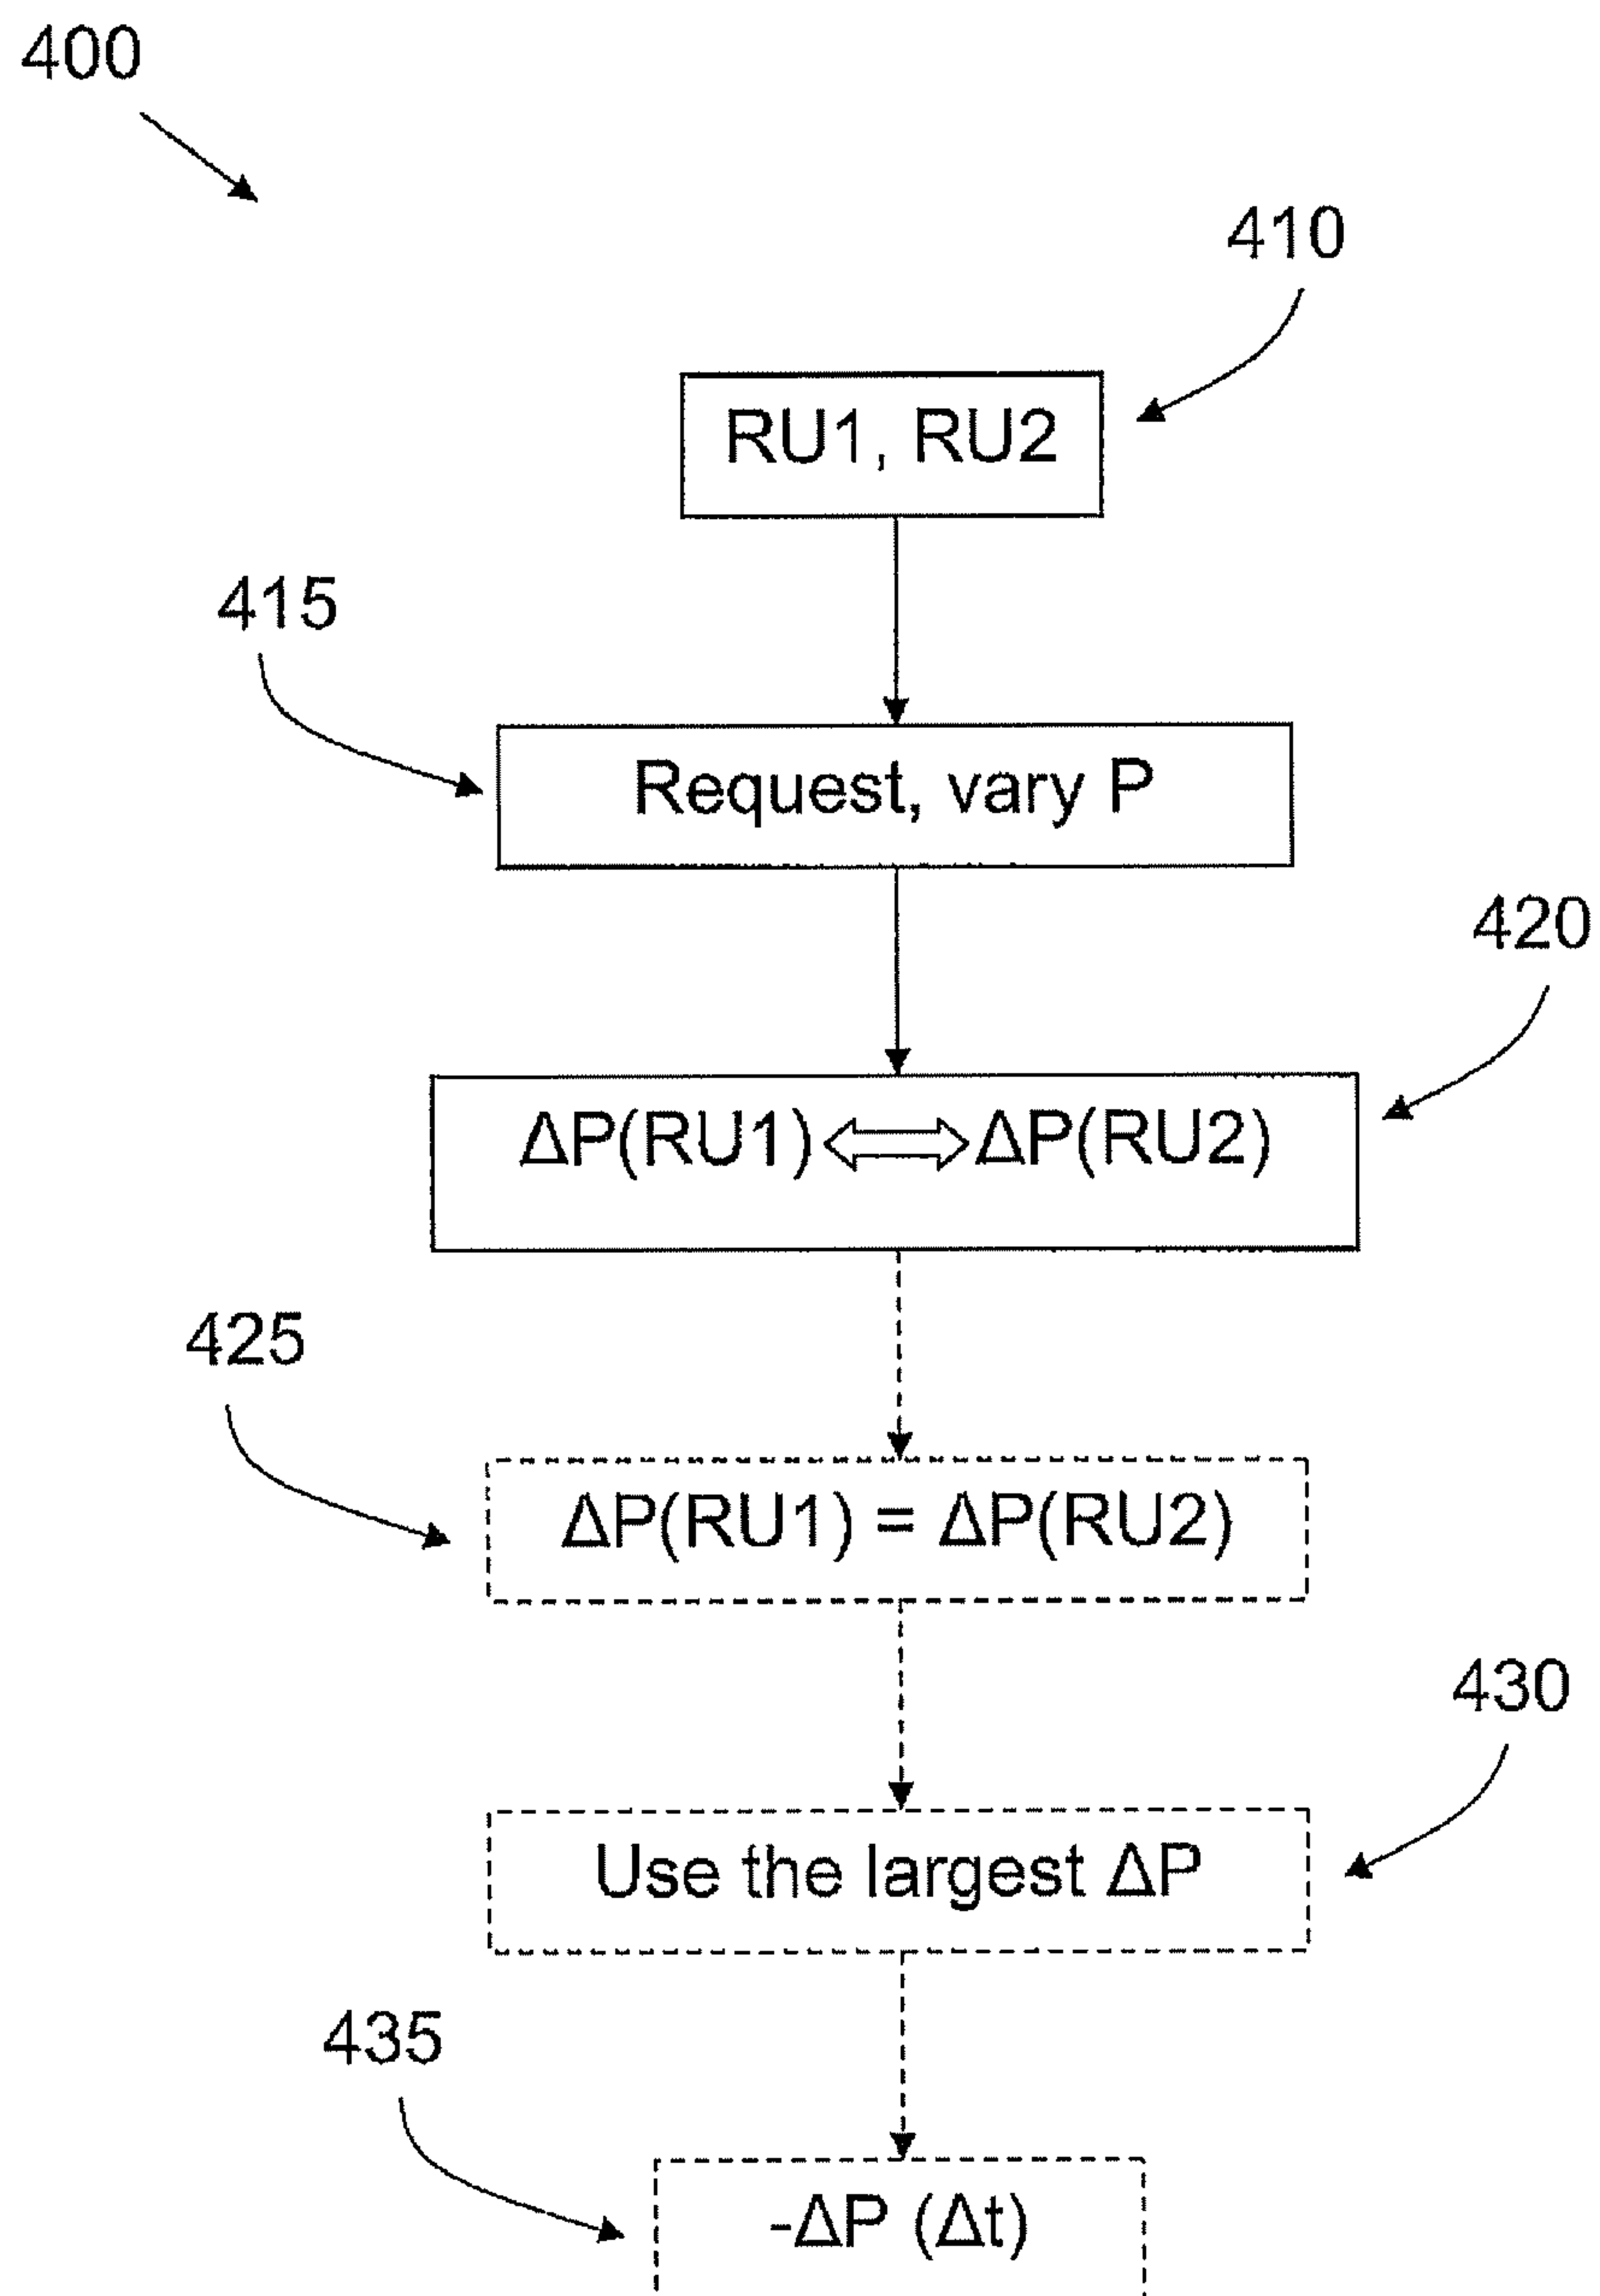 400
410
RU1, RU2
415
Request, vary P
420
ΔP(RU1)⇔ΔP(RU2)
425
ΔP(RU1) = ΔP(RU2)
430
Use the largest ΔP
435
-ΔP (Δt)